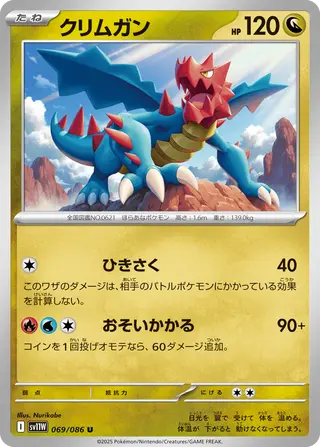 たね クリムガン HP 120
全国図鑑NO.0621 ほらあなポケモン 高さ:1.6m 重さ:139.0kg
ひきさく 40
このワザのダメージは、相手のバトルポケモンにかかっている効果
を計算しない。
おそいかかる 90+
コインを1回投げオモテなら、60ダメージ追加。
弱点 抵抗力 にげる
Illus. Nurikabe
I sv11W 069/086 U
日光を 翼で 受けて 体を 温める。
体温が 下がると 動けなくなってしまうのだ。
©2025 Pokémon/Nintendo/Creatures/GAME FREAK.